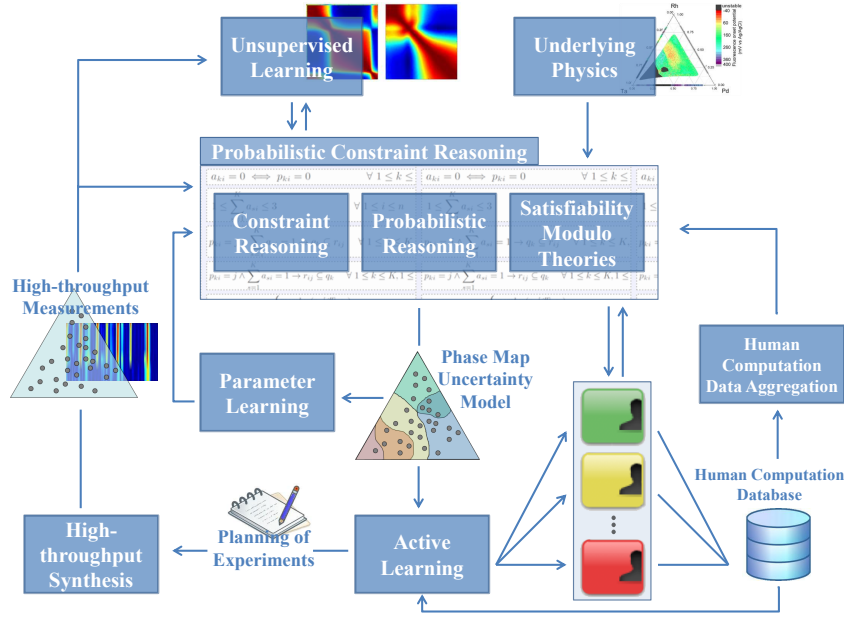 Unsupervised
Learning
Underlying
Physics
Rh
Ta
Pd
unstable
Probabilistic Constraint Reasoning
Constraint
Reasoning
Probabilistic
Reasoning
Satisfiability
Modulo
Theories
High-throughput
Measurements
Parameter
Learning
Phase Map
Uncertainty
Model
Human
Computation
Data Aggregation
Human Computation
Database
High-
throughput
Synthesis
Planning of
Experiments
Active
Learning